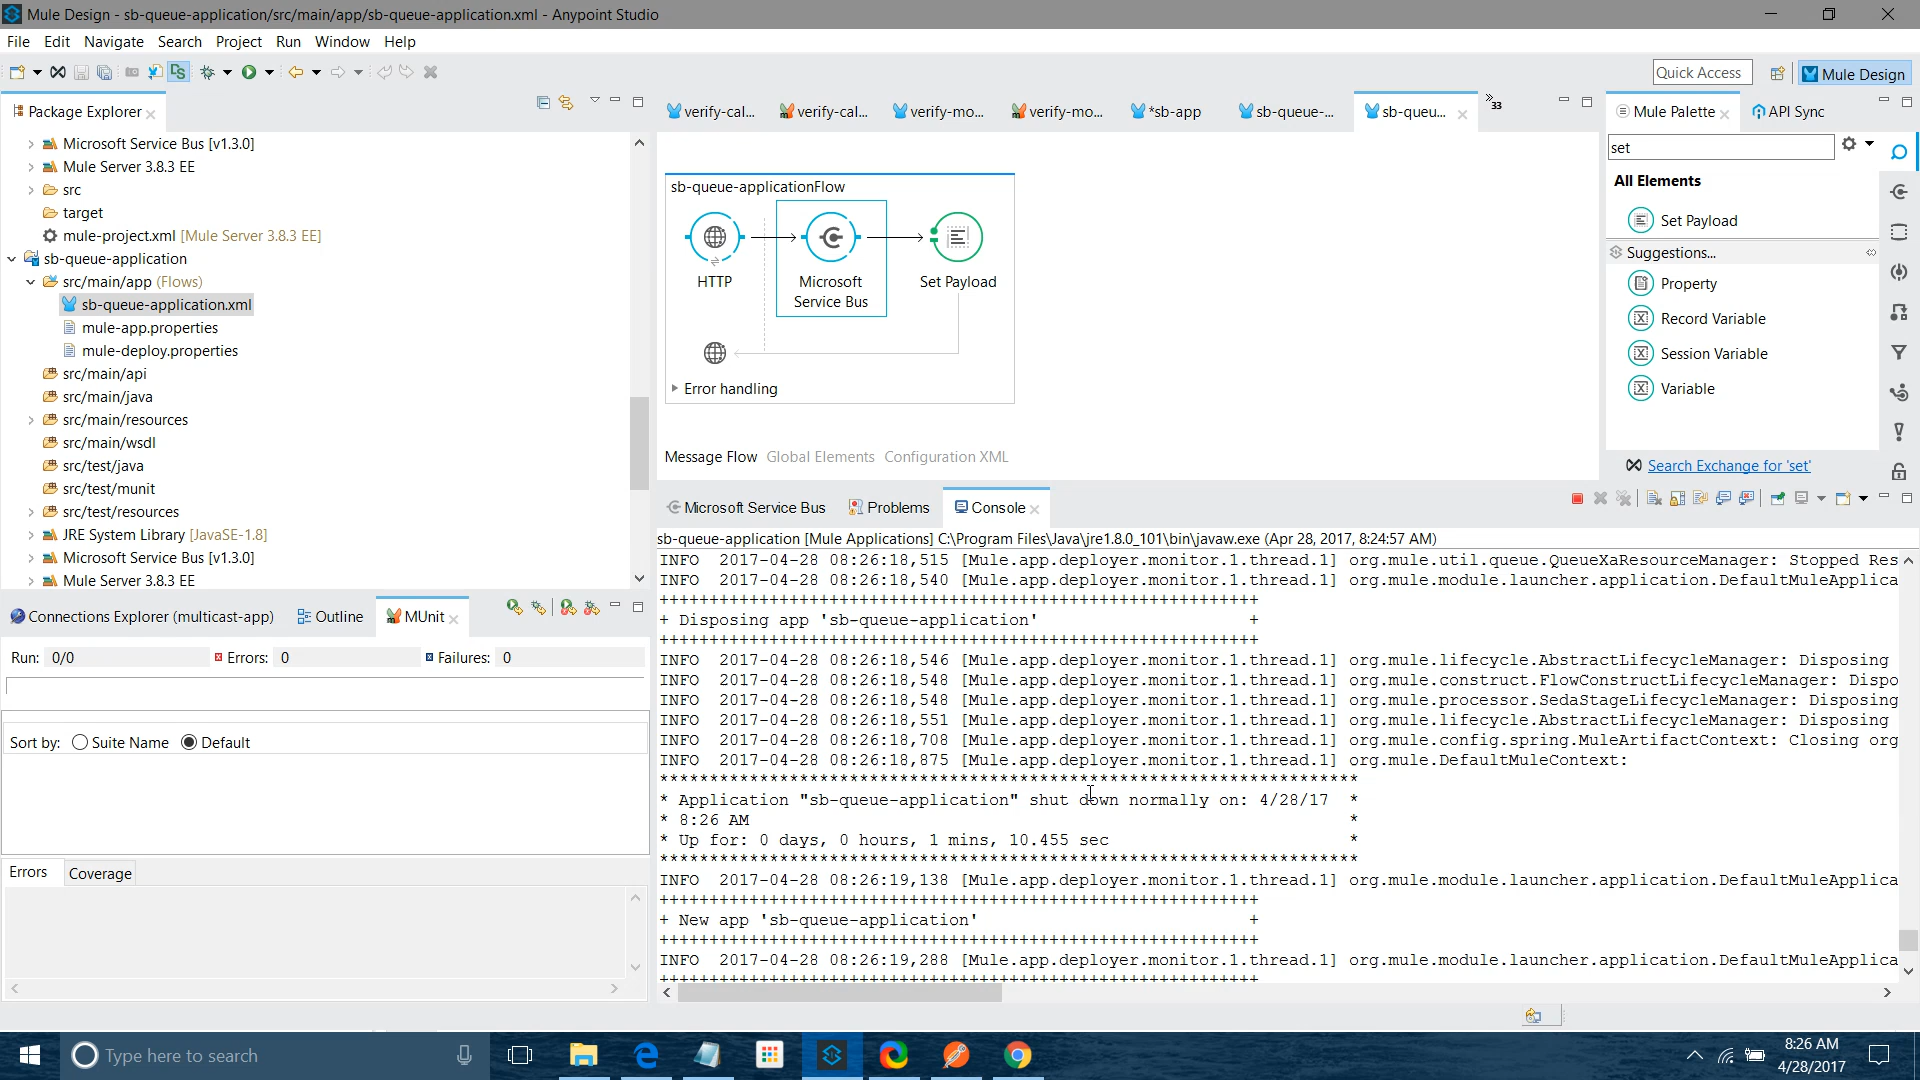 Mule Design - sb-queue-application/src/main/app/sb-queue-application.xml - Anypoint Studio
File Edit Navigate Search Project Run Window Help
Quick Access
Mule Design
Package Explorer
Microsoft Service Bus [v1.3.0]
Mule Server 3.8.3 EE
src
target
mule-project.xml [Mule Server 3.8.3 EE]
sb-queue-application
src/main/app (Flows)
sb-queue-application.xml
mule-app.properties
mule-deploy.properties
src/main/api
src/main/java
src/main/resources
src/main/wsdl
src/test/java
src/test/munit
src/test/resources
JRE System Library [JavaSE-1.8]
Microsoft Service Bus [v1.3.0]
Mule Server 3.8.3 EE
verify-cal... verify-cal... verify-mo... verify-mo... *sb-app sb-queue-... sb-queu... »33
sb-queue-applicationFlow
HTTP
Microsoft
Service Bus
Set Payload
Error handling
Message Flow Global Elements Configuration XML
Mule Palette API Sync
set
All Elements
Set Payload
Suggestions...
Property
Record Variable
Session Variable
Variable
Search Exchange for 'set'
Connections Explorer (multicast-app) Outline MUnit
Run: 0/0 Errors: 0 Failures: 0
Sort by: Suite Name Default
Errors Coverage
Microsoft Service Bus Problems Console
sb-queue-application [Mule Applications] C:\Program Files\Java\jre1.8.0_101\bin\javaw.exe (Apr 28, 2017, 8:24:57 AM)
INFO 2017-04-28 08:26:18,515 [Mule.app.deployer.monitor.1.thread.1] org.mule.util.queue.QueueXaResourceManager: Stopped Res
INFO 2017-04-28 08:26:18,540 [Mule.app.deployer.monitor.1.thread.1] org.mule.module.launcher.application.DefaultMuleApplica
++++++++++++++++++++++++++++++++++++++++++++++++++++++++++++
+ Disposing app 'sb-queue-application' +
++++++++++++++++++++++++++++++++++++++++++++++++++++++++++++
INFO 2017-04-28 08:26:18,546 [Mule.app.deployer.monitor.1.thread.1] org.mule.lifecycle.AbstractLifecycleManager: Disposing
INFO 2017-04-28 08:26:18,548 [Mule.app.deployer.monitor.1.thread.1] org.mule.construct.FlowConstructLifecycleManager: Dispo
INFO 2017-04-28 08:26:18,548 [Mule.app.deployer.monitor.1.thread.1] org.mule.processor.SedaStageLifecycleManager: Disposing
INFO 2017-04-28 08:26:18,551 [Mule.app.deployer.monitor.1.thread.1] org.mule.lifecycle.AbstractLifecycleManager: Disposing
INFO 2017-04-28 08:26:18,708 [Mule.app.deployer.monitor.1.thread.1] org.mule.config.spring.MuleArtifactContext: Closing org
INFO 2017-04-28 08:26:18,875 [Mule.app.deployer.monitor.1.thread.1] org.mule.DefaultMuleContext:
**********************************************************************
* Application "sb-queue-application" shut down normally on: 4/28/17 *
* 8:26 AM *
* Up for: 0 days, 0 hours, 1 mins, 10.455 sec *
**********************************************************************
INFO 2017-04-28 08:26:19,138 [Mule.app.deployer.monitor.1.thread.1] org.mule.module.launcher.application.DefaultMuleApplica
++++++++++++++++++++++++++++++++++++++++++++++++++++++++++++
+ New app 'sb-queue-application' +
++++++++++++++++++++++++++++++++++++++++++++++++++++++++++++
INFO 2017-04-28 08:26:19,288 [Mule.app.deployer.monitor.1.thread.1] org.mule.module.launcher.application.DefaultMuleApplica
++++++++++++++++++++++++++++++++++++++++++++++++++++++++++++
Type here to search
8:26 AM
4/28/2017